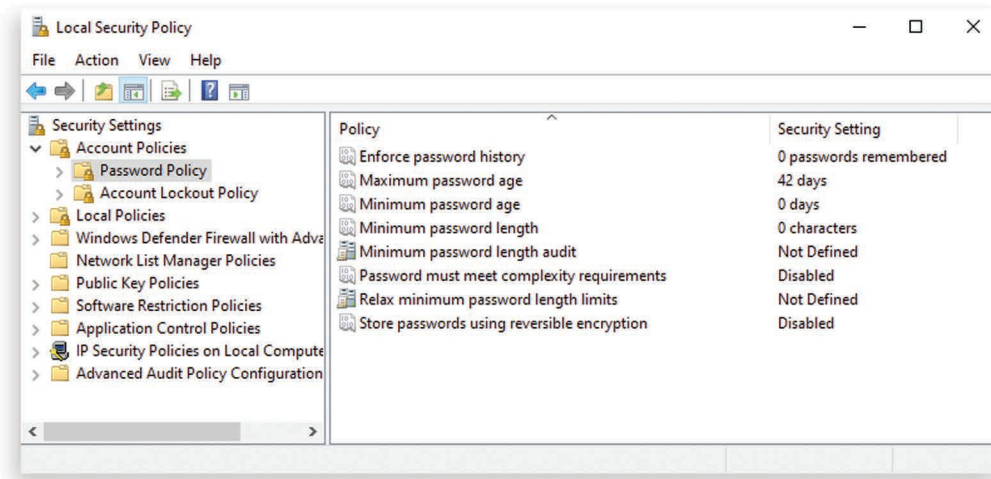 Local Security Policy
File Action View Help
Security Settings
Account Policies
Password Policy
Account Lockout Policy
Local Policies
Windows Defender Firewall with Adva
Network List Manager Policies
Public Key Policies
Software Restriction Policies
Application Control Policies
IP Security Policies on Local Compute
Advanced Audit Policy Configuration
Policy Security Setting
Enforce password history 0 passwords remembered
Maximum password age 42 days
Minimum password age 0 days
Minimum password length 0 characters
Minimum password length audit Not Defined
Password must meet complexity requirements Disabled
Relax minimum password length limits Not Defined
Store passwords using reversible encryption Disabled